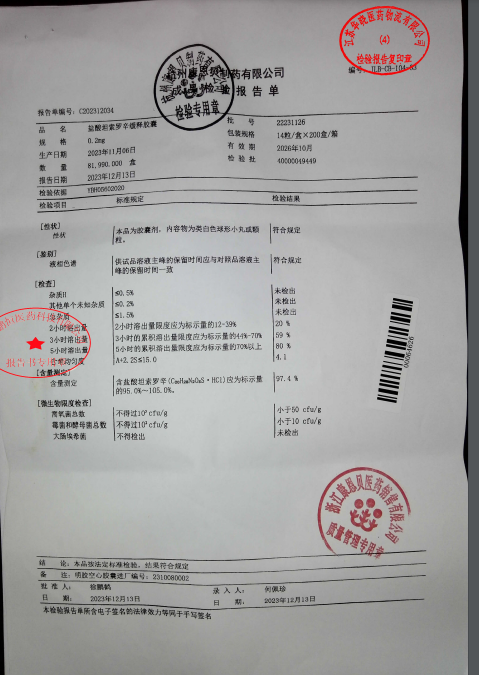 江苏华晓医药物流有限公司
(4)
检验报告复印章
杭州康恩贝制药有限公司
成品检验报告单
检验专用章
报告单编号: C202312034
品 名 盐酸坦索罗辛缓释胶囊 批 号 22231126
规 格 0.2mg 包装规格 14粒/盒×200盒/箱
生产日期 2023年11月06日 有 效 期 2026年10月
数 量 81.990.000 盒 检 验 批 40000049449
报告日期 2023年12月13日
检验依据 YBH00602020
检验项目 标准规定 检验结果
[性状]
性状 本品为胶囊剂, 内容物为类白色球形小丸或颗粒。 符合规定
[鉴别]
液相色谱 供试品溶液主峰的保留时间应与对照品溶液主峰的保留时间一致 符合规定
[检查]
杂质II ≤0.5% 未检出
其他单个未知杂质 ≤0.2% 未检出
总杂质 ≤1.5% 未检出
2小时溶出量 2小时溶出量限度应为标示量的12-39% 20 %
3小时溶出量 3小时的累积溶出量限度应为标示量的44%-70% 59 %
5小时溶出量 5小时的累积溶出量限度应为标示量的70%以上 80 %
含量均匀度 A+2.2S≤15.0 4.1
[含量测定]
含量测定 含盐酸坦索罗辛(C₂₀H₂₈N₂O₅S·HCl)应为标示量的95.0%~105.0%。 97.4 %
[微生物限度检查]
需氧菌总数 不得过10³cfu/g 小于50 cfu/g
霉菌和酵母菌总数 不得过10²cfu/g 小于10 cfu/g
大肠埃希菌 不得检出 未检出
浙江康恩贝医药销售有限公司
质量管理专用章
结 论: 本品按法定标准检验, 结果符合规定
备 注: 明胶空心胶囊进厂编号: 2310080002
批 准 人: 徐鹏鹤 录 入 人: 何佩珍
日 期: 2023年12月13日 日 期: 2023年12月13日
本检验报告单所含电子签名的法律效力等同于手写签名